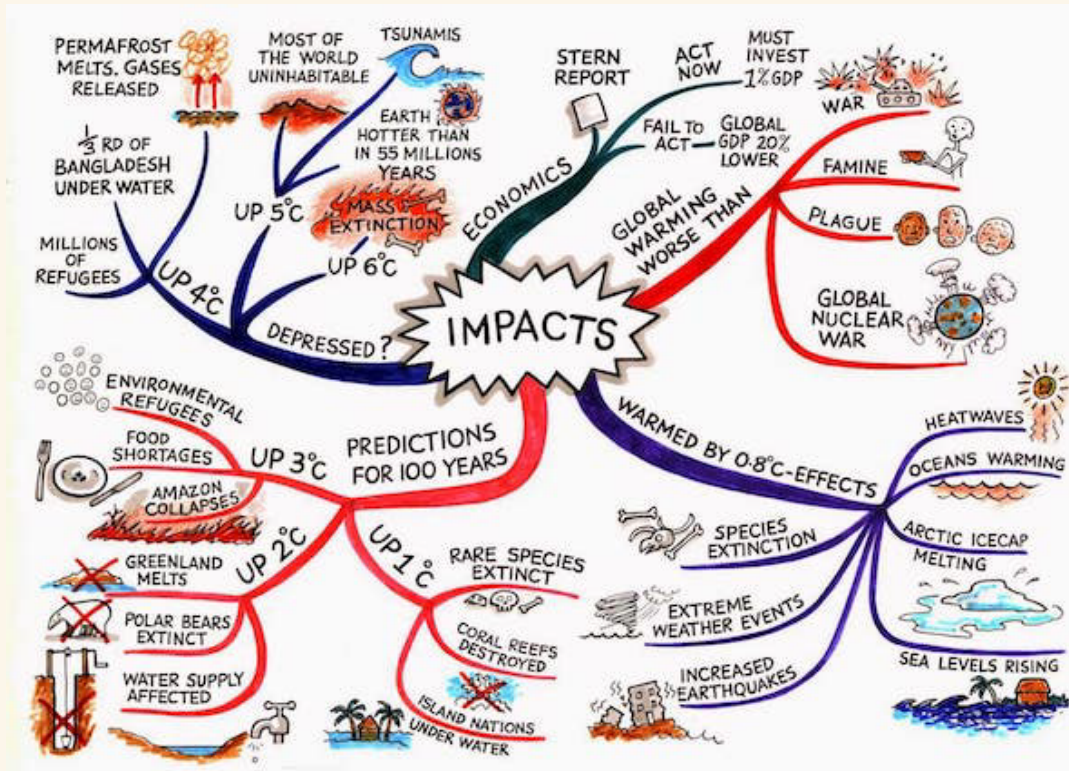 IMPACTS
ECONOMICS
STERN
REPORT
ACT
NOW
MUST
INVEST
1% GDP
FAIL TO
ACT
GLOBAL
GDP 20%
LOWER
GLOBAL
WARMING
WORSE THAN
WAR
FAMINE
PLAGUE
GLOBAL
NUCLEAR
WAR
WARMED BY 0.8°C-EFFECTS
HEATWAVES
OCEANS WARMING
ARCTIC ICECAP
MELTING
SEA LEVELS RISING
SPECIES
EXTINCTION
EXTREME
WEATHER EVENTS
INCREASED
EARTHQUAKES
PREDICTIONS
FOR 100 YEARS
UP 1°C
RARE SPECIES
EXTINCT
CORAL REEFS
DESTROYED
ISLAND NATIONS
UNDER WATER
UP 2°C
GREENLAND
MELTS
POLAR BEARS
EXTINCT
WATER SUPPLY
AFFECTED
UP 3°C
ENVIRONMENTAL
REFUGEES
FOOD
SHORTAGES
AMAZON
COLLAPSES
DEPRESSED?
UP 4°C
MILLIONS
OF
REFUGEES
⅓ RD OF
BANGLADESH
UNDER WATER
PERMAFROST
MELTS. GASES
RELEASED
UP 5°C
MOST OF
THE WORLD
UNINHABITABLE
TSUNAMIS
EARTH
HOTTER THAN
IN 55 MILLIONS
YEARS
UP 6°C
MASS
EXTINCTION